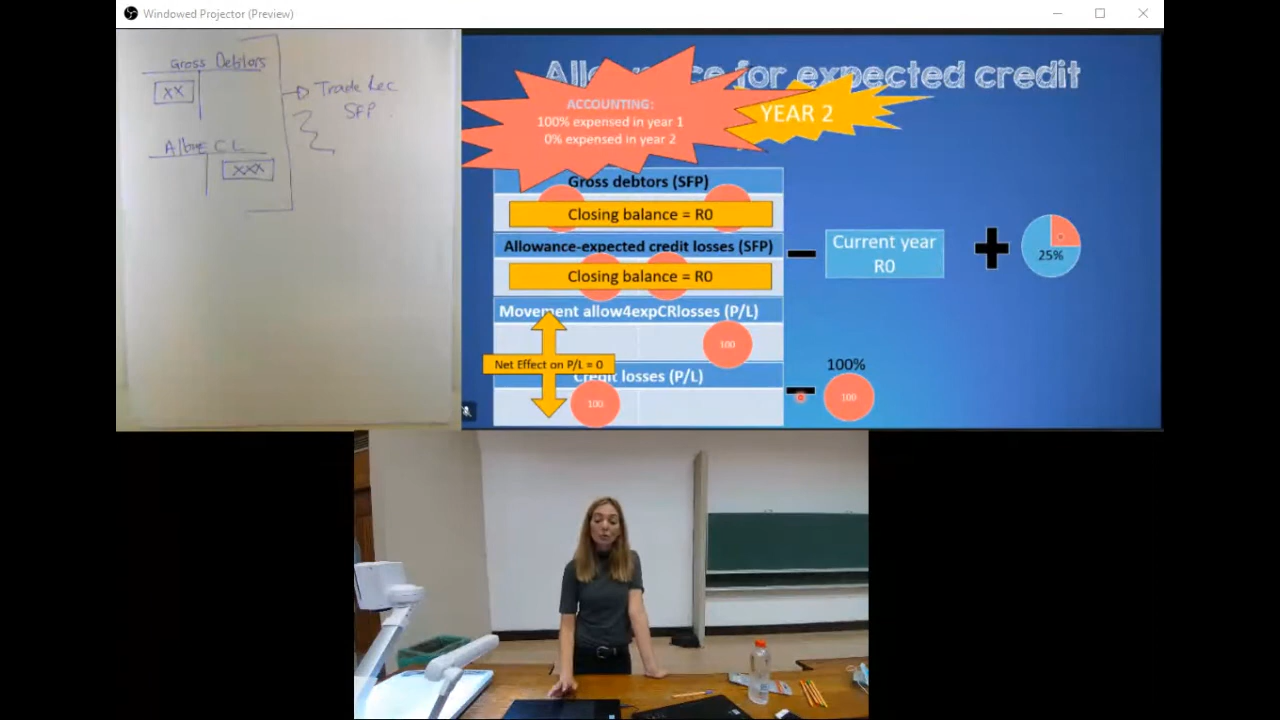 Windowed Projector (Preview)
Gross Debtors
XX
Trade Rec
SFP
C L
XXX
for expected credit
ACCOUNTING:
100% expensed in year 1
0% expensed in year 2
YEAR 2
Gross debtors (SFP)
Closing balance = R0
Allowance-expected credit losses (SFP)
Closing balance = R0
Movement allow4expCRlosses (P/L)
100
Net Effect on P/L = 0
Credit losses (P/L)
100
Current year
R0
25%
100%
100